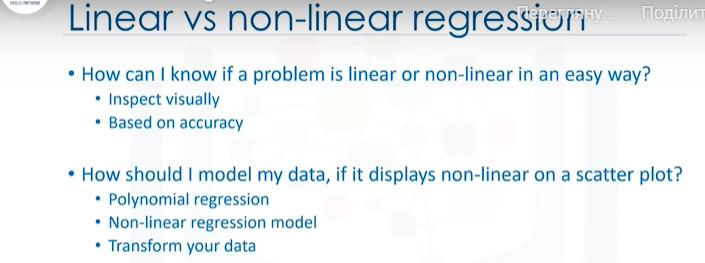 Linear vs non-linear regression
Поділит
• How can I know if a problem is linear or non-linear in an easy way?
• Inspect visually
• Based on accuracy
• How should I model my data, if it displays non-linear on a scatter plot?
• Polynomial regression
• Non-linear regression model
• Transform your data